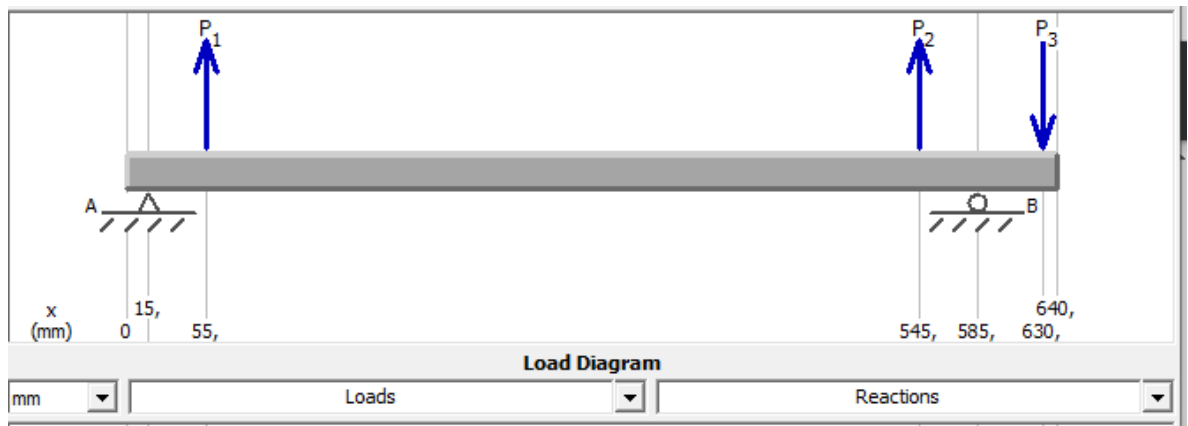 P1 P2 P3
A B
15, 640,
x
(mm) 0 55, 545, 585, 630,
Load Diagram
mm Loads Reactions